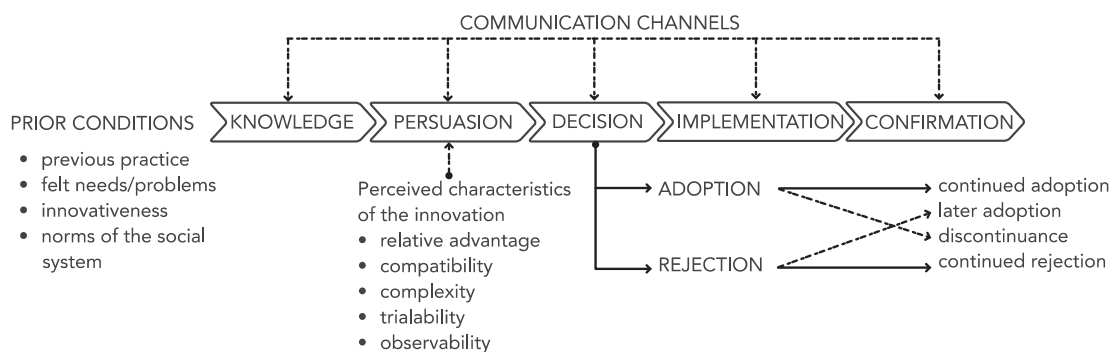 COMMUNICATION CHANNELS
PRIOR CONDITIONS
• previous practice
• felt needs/problems
• innovativeness
• norms of the social
system
KNOWLEDGE
PERSUASION
DECISION
IMPLEMENTATION
CONFIRMATION
Perceived characteristics
of the innovation
• relative advantage
• compatibility
• complexity
• trialability
• observability
ADOPTION
REJECTION
continued adoption
later adoption
discontinuance
continued rejection